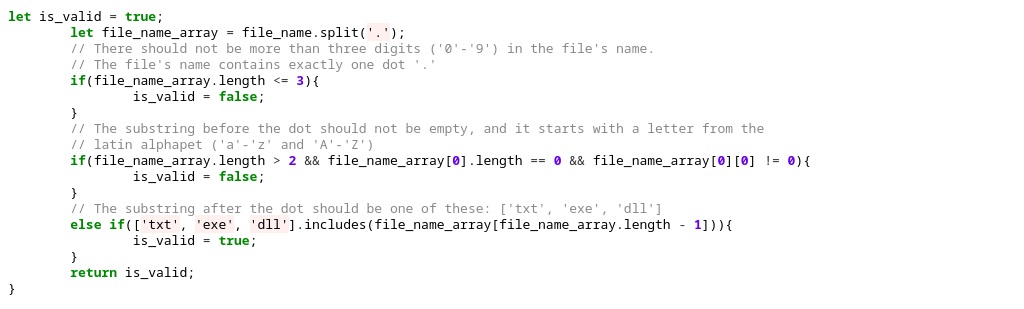 let is_valid = true;
let file_name_array = file_name.split('.');
// There should not be more than three digits ('0'-'9') in the file's name.
// The file's name contains exactly one dot '.'
if(file_name_array.length <= 3){
is_valid = false;
}
// The substring before the dot should not be empty, and it starts with a letter from the
// latin alphapet ('a'-'z' and 'A'-'Z')
if(file_name_array.length > 2 && file_name_array[0].length == 0 && file_name_array[0][0] != 0){
is_valid = false;
}
// The substring after the dot should be one of these: ['txt', 'exe', 'dll']
else if(['txt', 'exe', 'dll'].includes(file_name_array[file_name_array.length - 1])){
is_valid = true;
}
return is_valid;
}